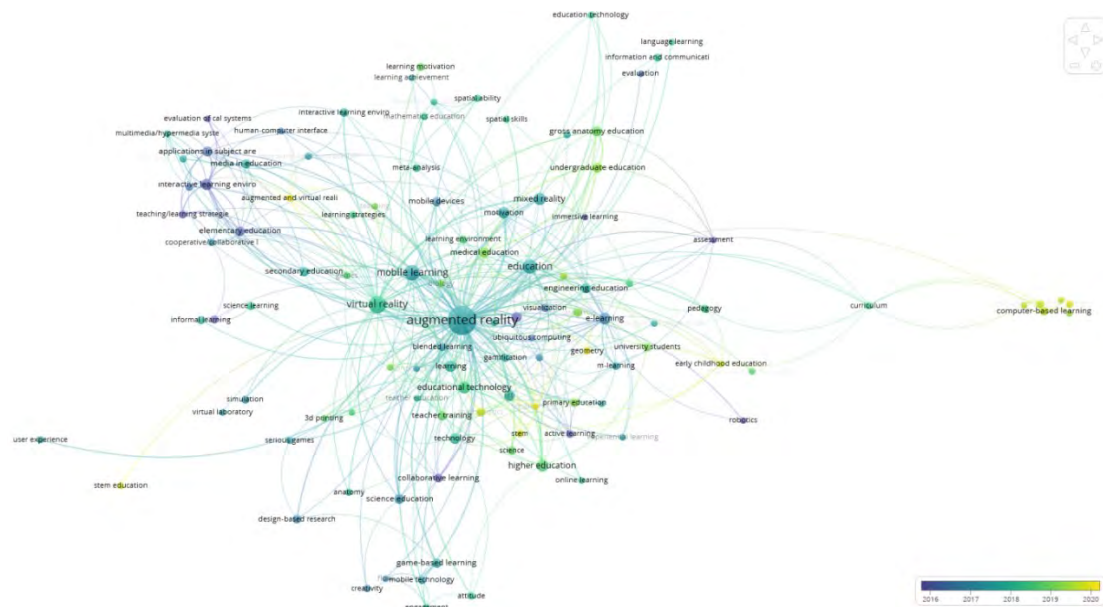 education technology
language learning
information and communicati
evaluation
learning motivation
learning achievement
spatial ability
interactive learning enviro
mathematics education
spatial skills
evaluation of cal systems
multimedia/hypermedia syste
human-computer interface
gross anatomy education
applications in subject are
media in education
meta-analysis
undergraduate education
interactive learning enviro
augmented and virtual reali
mobile devices
mixed reality
teaching/learning strategie
learning strategies
motivation
immersive learning
elementary education
cooperative/collaborative l
learning environment
medical education
assessment
secondary education
mobile learning
education
engineering education
science learning
virtual reality
visualization
pedagogy
curriculum
computer-based learning
informal learning
augmented reality
e-learning
ubiquitous computing
blended learning
geometry
university students
learning
gamification
m-learning
early childhood education
educational technology
simulation
teacher education
virtual laboratory
3d printing
teacher training
primary education
robotics
user experience
serious games
technology
stem
active learning
experiential learning
science
higher education
stem education
collaborative learning
online learning
anatomy
science education
design-based research
game-based learning
mobile technology
creativity
attitude
2016
2017
2018
2019
2020